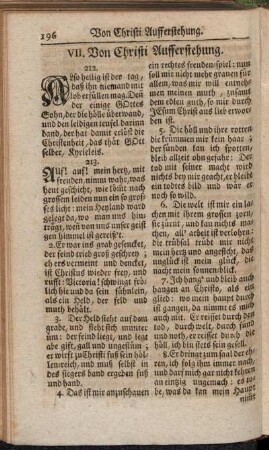 196 Von Christi Aufferstehung.
VII. Von Christi Aufferstehung.
212.
Also heilig ist der tag,
daß ihn niemand mit
lob erfüllen mag. Deñ
der einige GOttes
Sohn, der die hölle überwand,
und den leidigen teufel darinn
band, der hat damit erlöst die
Christenheit, das thät GOtt
selber, Kyrieleis.
213.
Auf! auf! mein herz, mit
freuden, nimm wahr, was
heut geschicht, wie kömt nach
grossem leiden nun ein so gros-
ses licht: mein Heyland ward
gelegt da, wo man uns hin
trägt, wenn von uns unser geist
gen himmel ist gereist.
2. Er war ins grab gesencket,
der feind trieb groß geschrey:
eh ers vermeint und dencket,
ist Christus wieder frey, und
rufft: Victoria! schwingt frö-
lich hie und da sein fähnlein,
als ein Held, der feld und
muth behält.
3. Der Held steht auf dem
grabe, und sieht sich munter
um: der feind liegt, und legt
abe gift, gall und ungestüm;
er wirft zu Christi fuß sein höl-
lenreich, und muß selbst in
des siegers band ergeben fuß
und hand.
4. Das ist mir anzuschauen
ein rechtes freudenspiel: nun
soll mir nicht mehr grauen für
allem, was mir will entneh-
men meinen muth, zusamt
dem edlen guth, so mir durch
JEsum Christ aus lieb erwor-
ben ist.
5. Die höll und ihre rotten
die krümmen mir kein haar:
der sünden kan ich spotten,
bleib allzeit ohn gefahr: Der
tod mit seiner macht wird
nichts bey mir geacht: er bleibt
ein todtes bild und wär er
noch so wild.
6. Die welt ist mir ein la-
chen mit ihrem grossen zorn,
sie zürnt, und kan nichts ma-
chen, all' arbeit ist verlohrn:
die trübsal trübt mir nicht
mein herz und angesicht, das
unglück ist mein glück, die
nacht mein sonnenblick.
7. Ich hang' und bleib auch
hangen an Christo, als ein
glied: wo mein haupt durch
ist gangen, da nimmt es mich
auch mit. Er reisset durch den
tod, durch welt, durch sünd
und noth, er reisset durch die
höll, ich bin stets sein gesell.
8. Er dringt zum saal der eh-
ren, ich folg ihm immer nach,
und darf mich gar nicht kehren
an eintzig ungemach: es to-
be, was da kan mein Haupt
nimmt